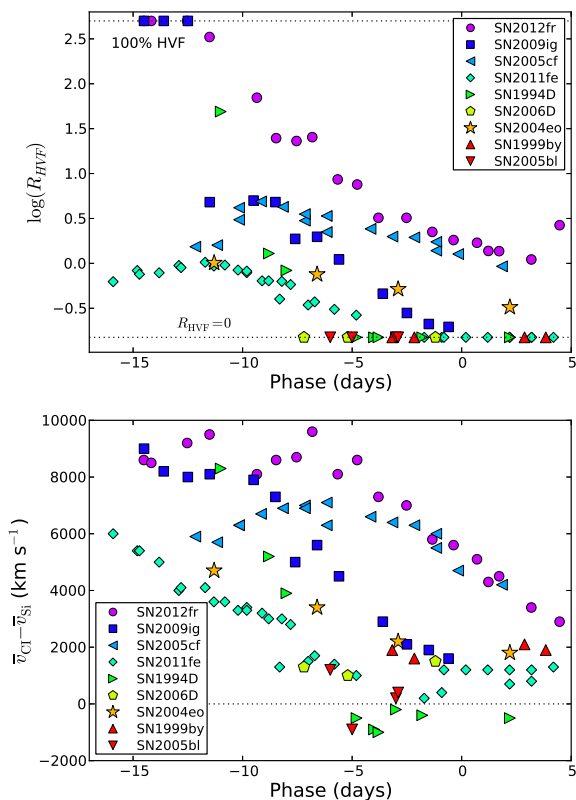 2.5
2.0
1.5
1.0
0.5
0.0
−0.5
log(R_HVF)
100% HVF
R_HVF=0
SN2012fr
SN2009ig
SN2005cf
SN2011fe
SN1994D
SN2006D
SN2004eo
SN1999by
SN2005bl
−15 −10 −5 0 5
Phase (days)
10000
8000
6000
4000
2000
0
−2000
v̅_CI−v̅_Si (km s⁻¹)
SN2012fr
SN2009ig
SN2005cf
SN2011fe
SN1994D
SN2006D
SN2004eo
SN1999by
SN2005bl
−15 −10 −5 0 5
Phase (days)